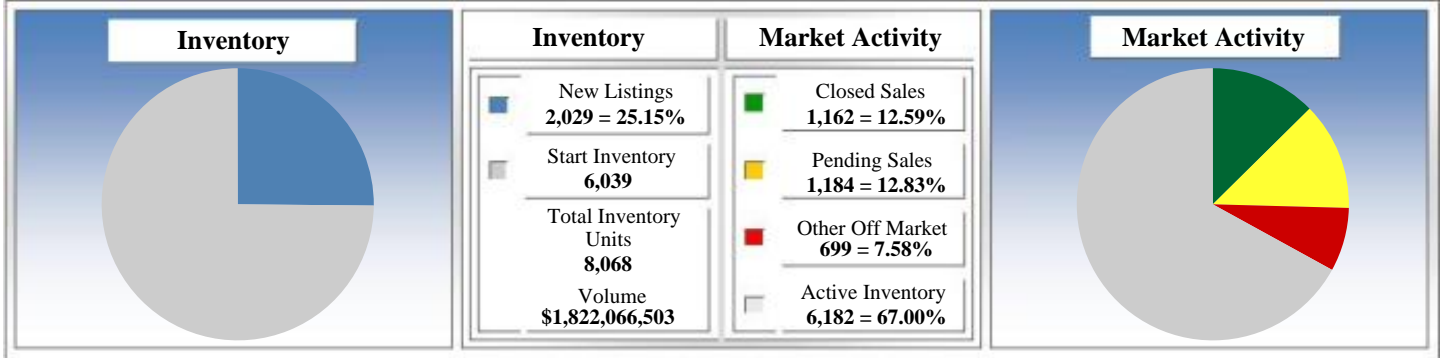 Inventory
Inventory
Market Activity
Market Activity
New Listings
2,029 = 25.15%
Start Inventory
6,039
Total Inventory
Units
8,068
Volume
$1,822,066,503
Closed Sales
1,162 = 12.59%
Pending Sales
1,184 = 12.83%
Other Off Market
699 = 7.58%
Active Inventory
6,182 = 67.00%